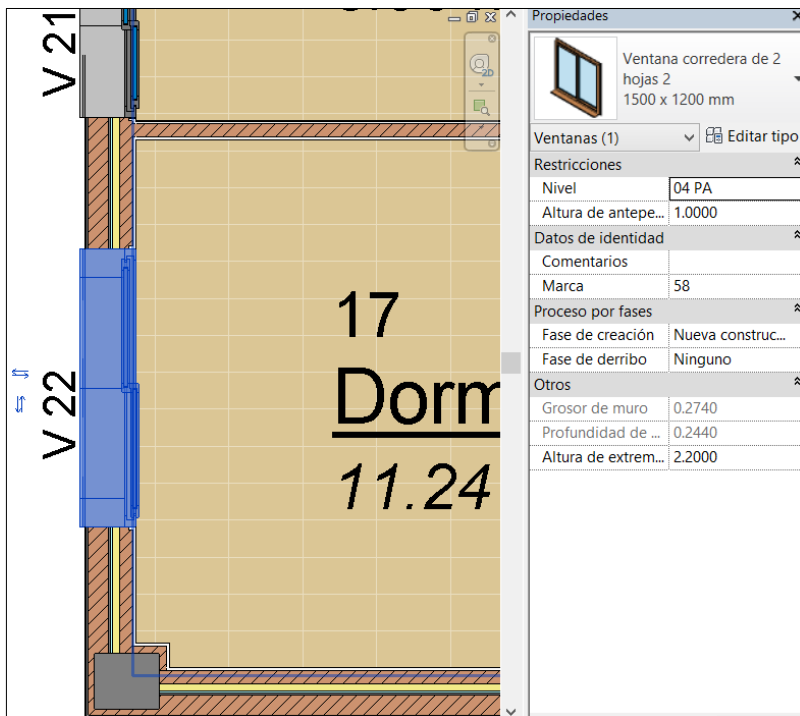 V 21
2D
17
Dorm
11.24
V 22
Propiedades
Ventana corredera de 2
hojas 2
1500 x 1200 mm
Ventanas (1)
Editar tipo
Restricciones
Nivel 04 PA
Altura de antepe... 1.0000
Datos de identidad
Comentarios
Marca 58
Proceso por fases
Fase de creación Nueva construc...
Fase de derribo Ninguno
Otros
Grosor de muro 0.2740
Profundidad de ... 0.2440
Altura de extrem... 2.2000